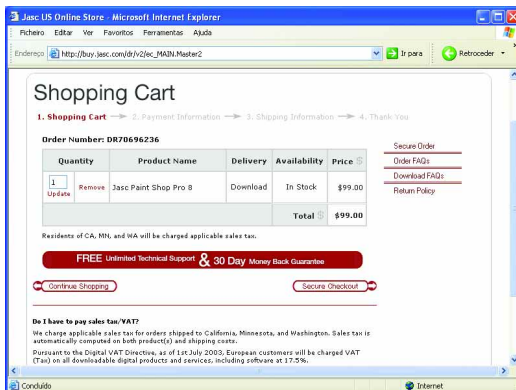 Jasc US Online Store - Microsoft Internet Explorer
Ficheiro Editar Ver Favoritos Ferramentas Ajuda
Endereço http://buy.jasc.com/dr/v2/ec_MAIN.Master2 Ir para Retroceder
Shopping Cart
1. Shopping Cart 2. Payment Information 3. Shipping Information 4. Thank You
Order Number: DR70696236
Secure Order
Order FAQs
Download FAQs
Return Policy
Quantity Product Name Delivery Availability Price $
1 Update Remove Jasc Paint Shop Pro 8 Download In Stock $99.00
Total $ $99.00
Residents of CA, MN, and WA will be charged applicable sales tax.
FREE Unlimited Technical Support & 30 Day Money Back Guarantee
Continue Shopping Secure Checkout
Do I have to pay sales tax/VAT?
We charge applicable sales tax for orders shipped to California, Minnesota, and Washington. Sales tax is
automatically computed on both product(s) and shipping costs.
Pursuant to the Digital VAT Directive, as of 1st July 2003, European customers will be charged VAT
(Tax) on all downloadable digital products and services, including software at 17.5%.
Concluído Internet